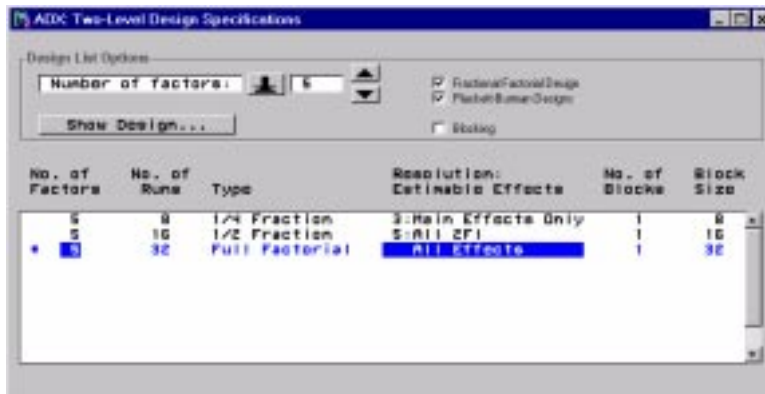 ADX: Two-Level Design Specifications
Design List Options
Number of factors: 5
Fractional Factorial Design
Plackett-Burman Designs
Show Design...
Blocking
No. of Factors No. of Runs Type Resolution: Estimable Effects No. of Blocks Block Size
5 8 1/4 Fraction 3:Main Effects Only 1 8
5 16 1/2 Fraction 5:All 2FI 1 16
* 5 32 Full Factorial All Effects 1 32